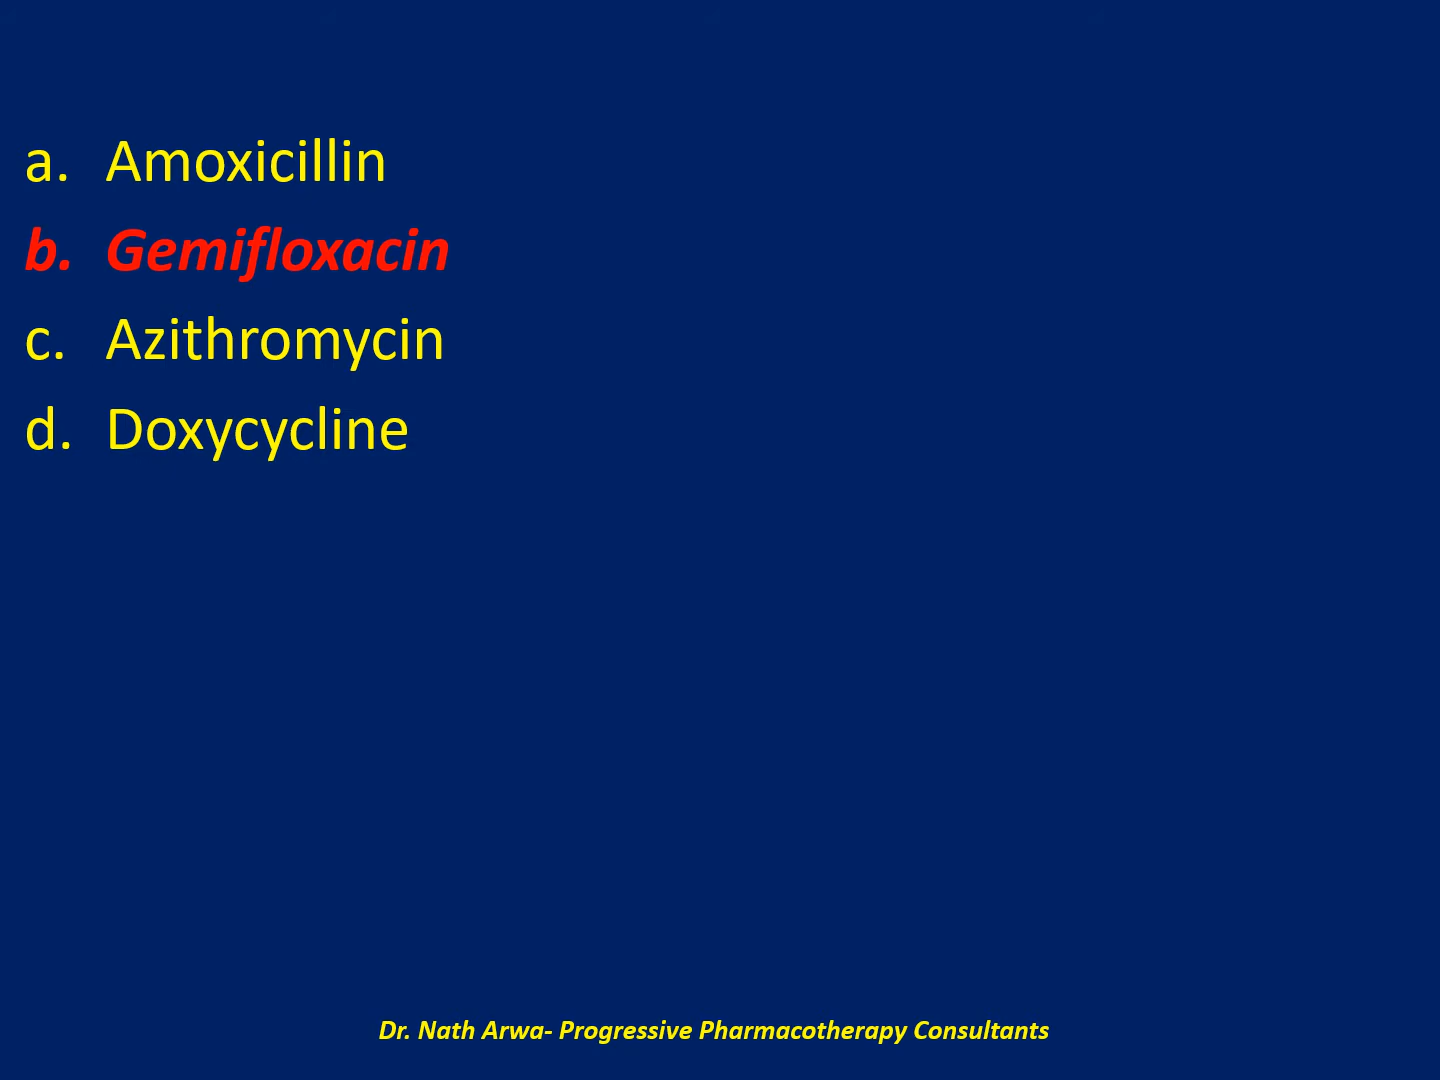 a. Amoxicillin
b. Gemifloxacin
c. Azithromycin
d. Doxycycline
Dr. Nath Arwa- Progressive Pharmacotherapy Consultants